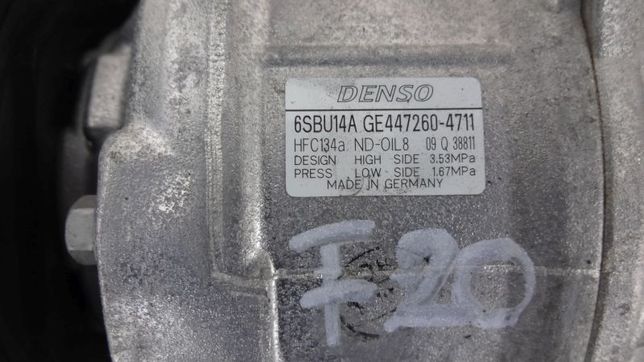 DENSO
6SBU14A GE447260-4711
HFC134a ND-OIL8 09 Q 38811
DESIGN HIGH SIDE 3.53MPa
PRESS LOW SIDE 1.67MPa
MADE IN GERMANY
F20